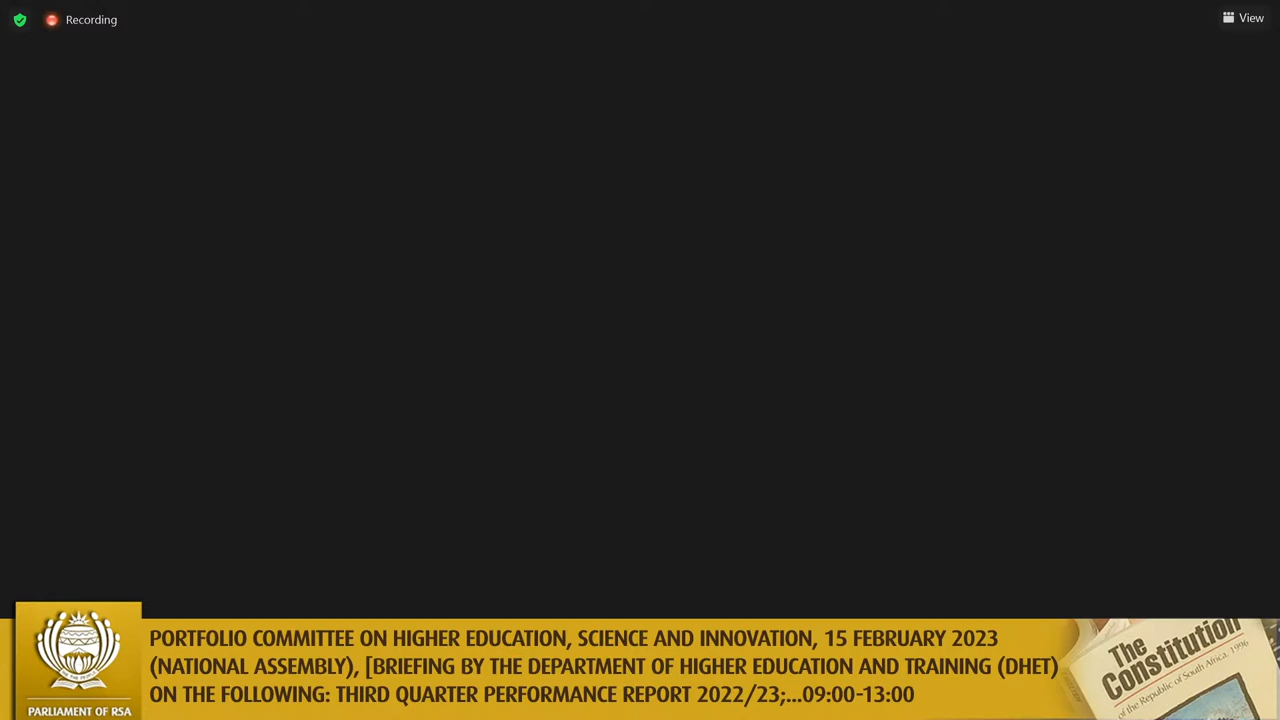 Recording
View
PORTFOLIO COMMITTEE ON HIGHER EDUCATION, SCIENCE AND INNOVATION, 15 FEBRUARY 2023
(NATIONAL ASSEMBLY), [BRIEFING BY THE DEPARTMENT OF HIGHER EDUCATION AND TRAINING (DHET)
ON THE FOLLOWING: THIRD QUARTER PERFORMANCE REPORT 2022/23;...09:00-13:00
PARLIAMENT OF RSA
The
Constitution
of the Republic of South Africa, 1996